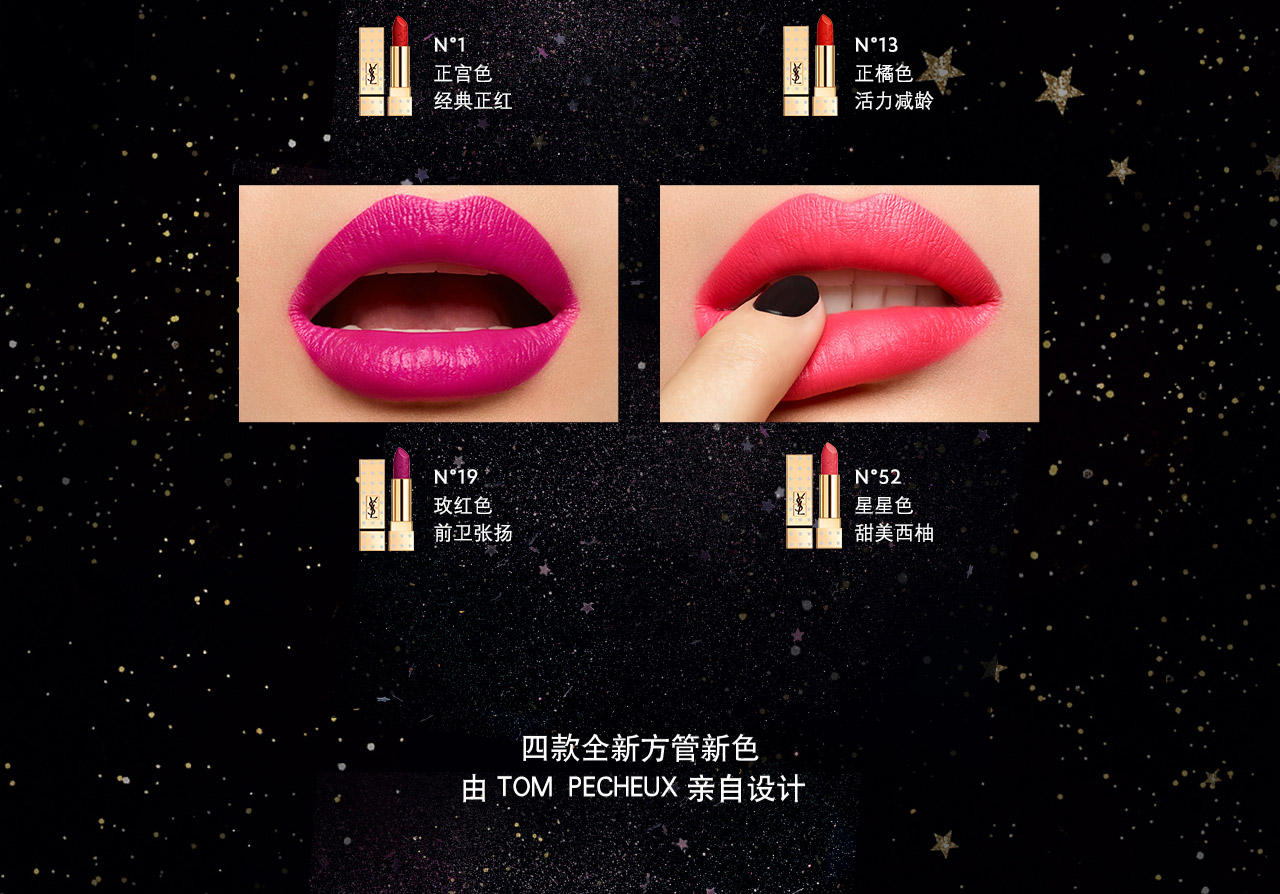 N°1
正宫色
经典正红
N°13
正橘色
活力减龄
N°19
玫红色
前卫张扬
N°52
星星色
甜美西柚
四款全新方管新色
由 TOM PECHEUX 亲自设计